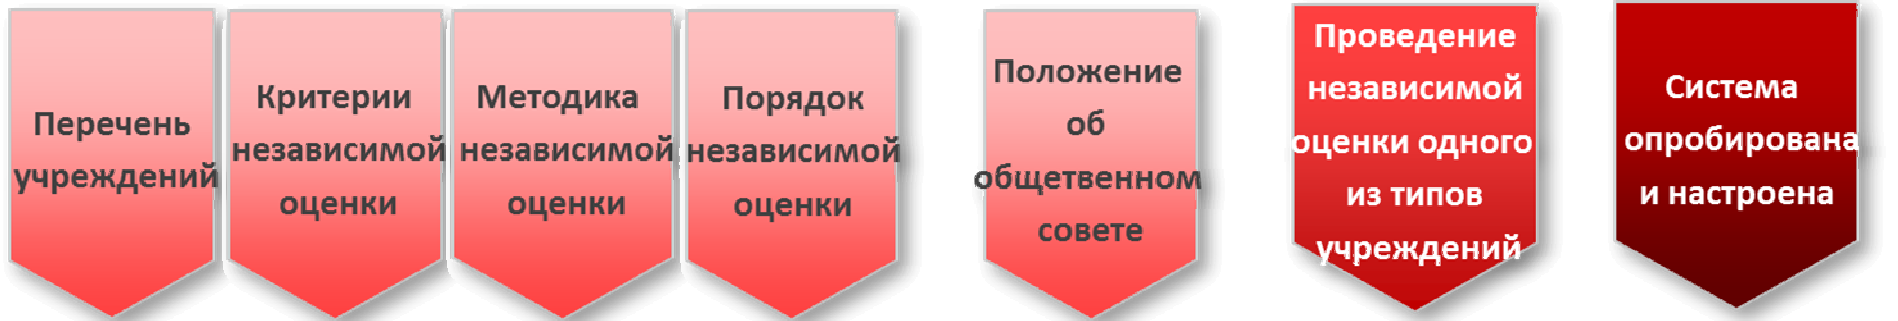 Перечень
учреждений
Критерии
независимой
оценки
Методика
независимой
оценки
Порядок
независимой
оценки
Положение
об
общетвенном
совете
Проведение
независимой
оценки одного
из типов
учреждений
Система
опробирована
и настроена